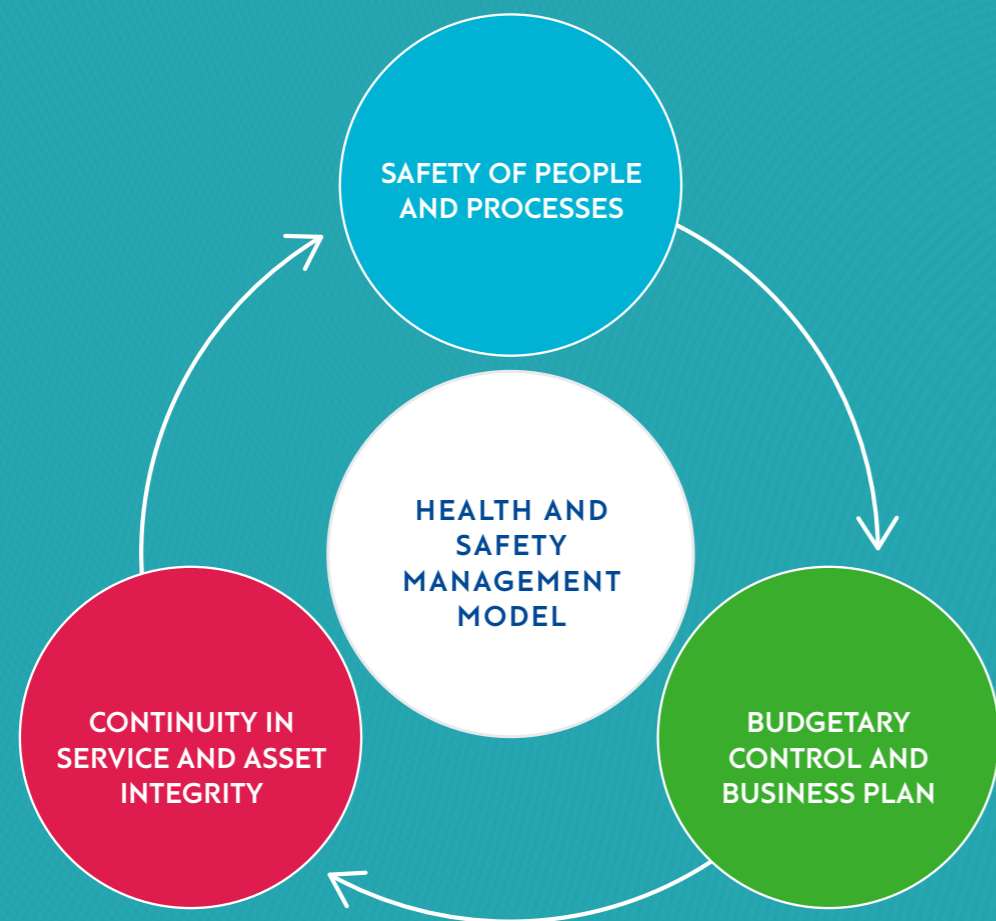 SAFETY OF PEOPLE
AND PROCESSES
HEALTH AND
SAFETY
MANAGEMENT
MODEL
CONTINUITY IN
SERVICE AND ASSET
INTEGRITY
BUDGETARY
CONTROL AND
BUSINESS PLAN